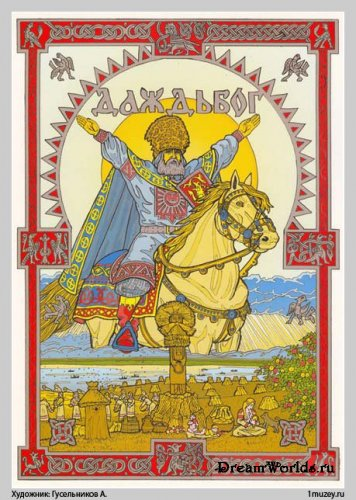 ДАЖДЬБОГ
DreamWorlds.ru
Художник: Гусельников А.
1muzey.ru